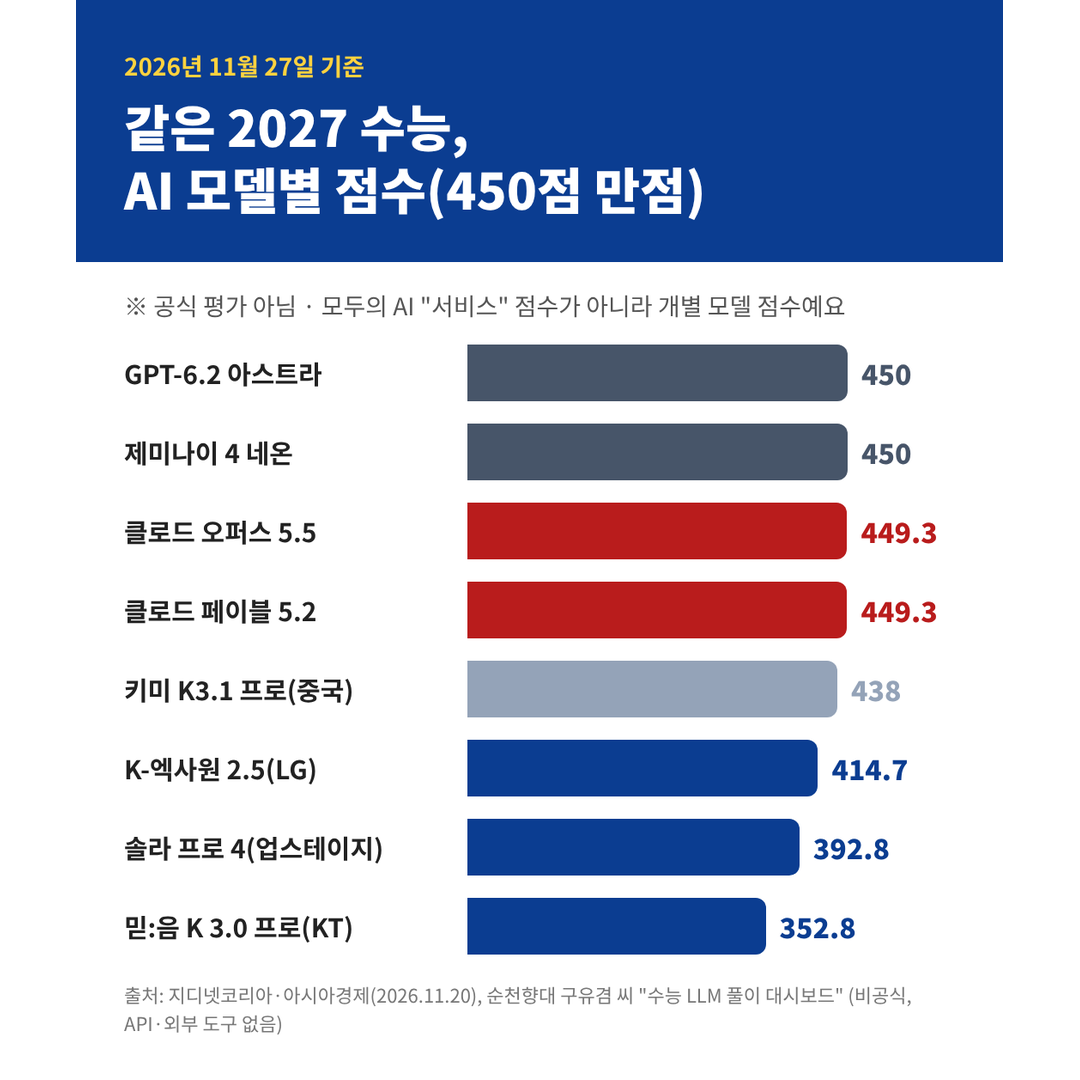 2026년 11월 27일 기준
같은 2027 수능,
AI 모델별 점수(450점 만점)
※ 공식 평가 아님 · 모두의 AI "서비스" 점수가 아니라 개별 모델 점수예요
GPT-6.2 아스트라 450
제미나이 4 네온 450
클로드 오퍼스 5.5 449.3
클로드 페이블 5.2 449.3
키미 K3.1 프로(중국) 438
K-엑사원 2.5(LG) 414.7
솔라 프로 4(업스테이지) 392.8
믿:음 K 3.0 프로(KT) 352.8
출처: 지디넷코리아·아시아경제(2026.11.20), 순천향대 구유겸 씨 "수능 LLM 풀이 대시보드" (비공식,
API·외부 도구 없음)